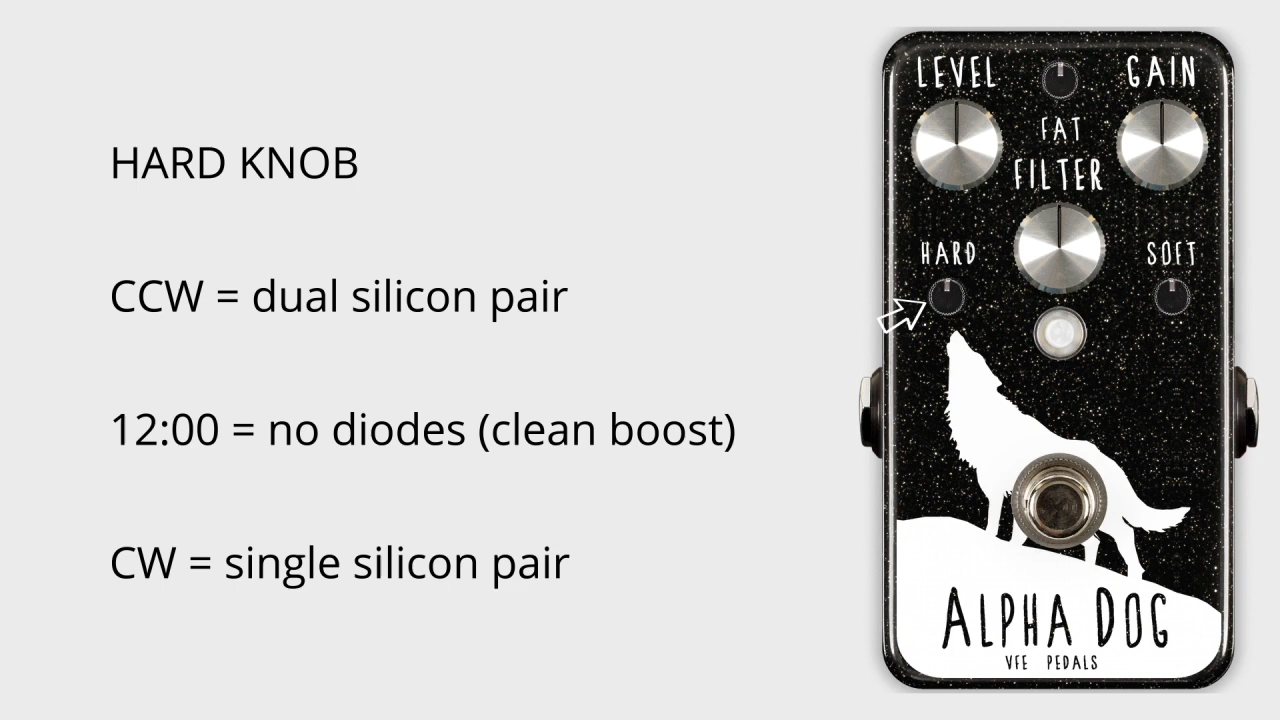 HARD KNOB
CCW = dual silicon pair
12:00 = no diodes (clean boost)
CW = single silicon pair
LEVEL
GAIN
FAT
FILTER
HARD
SOFT
ALPHA DOG
VFE PEDALS